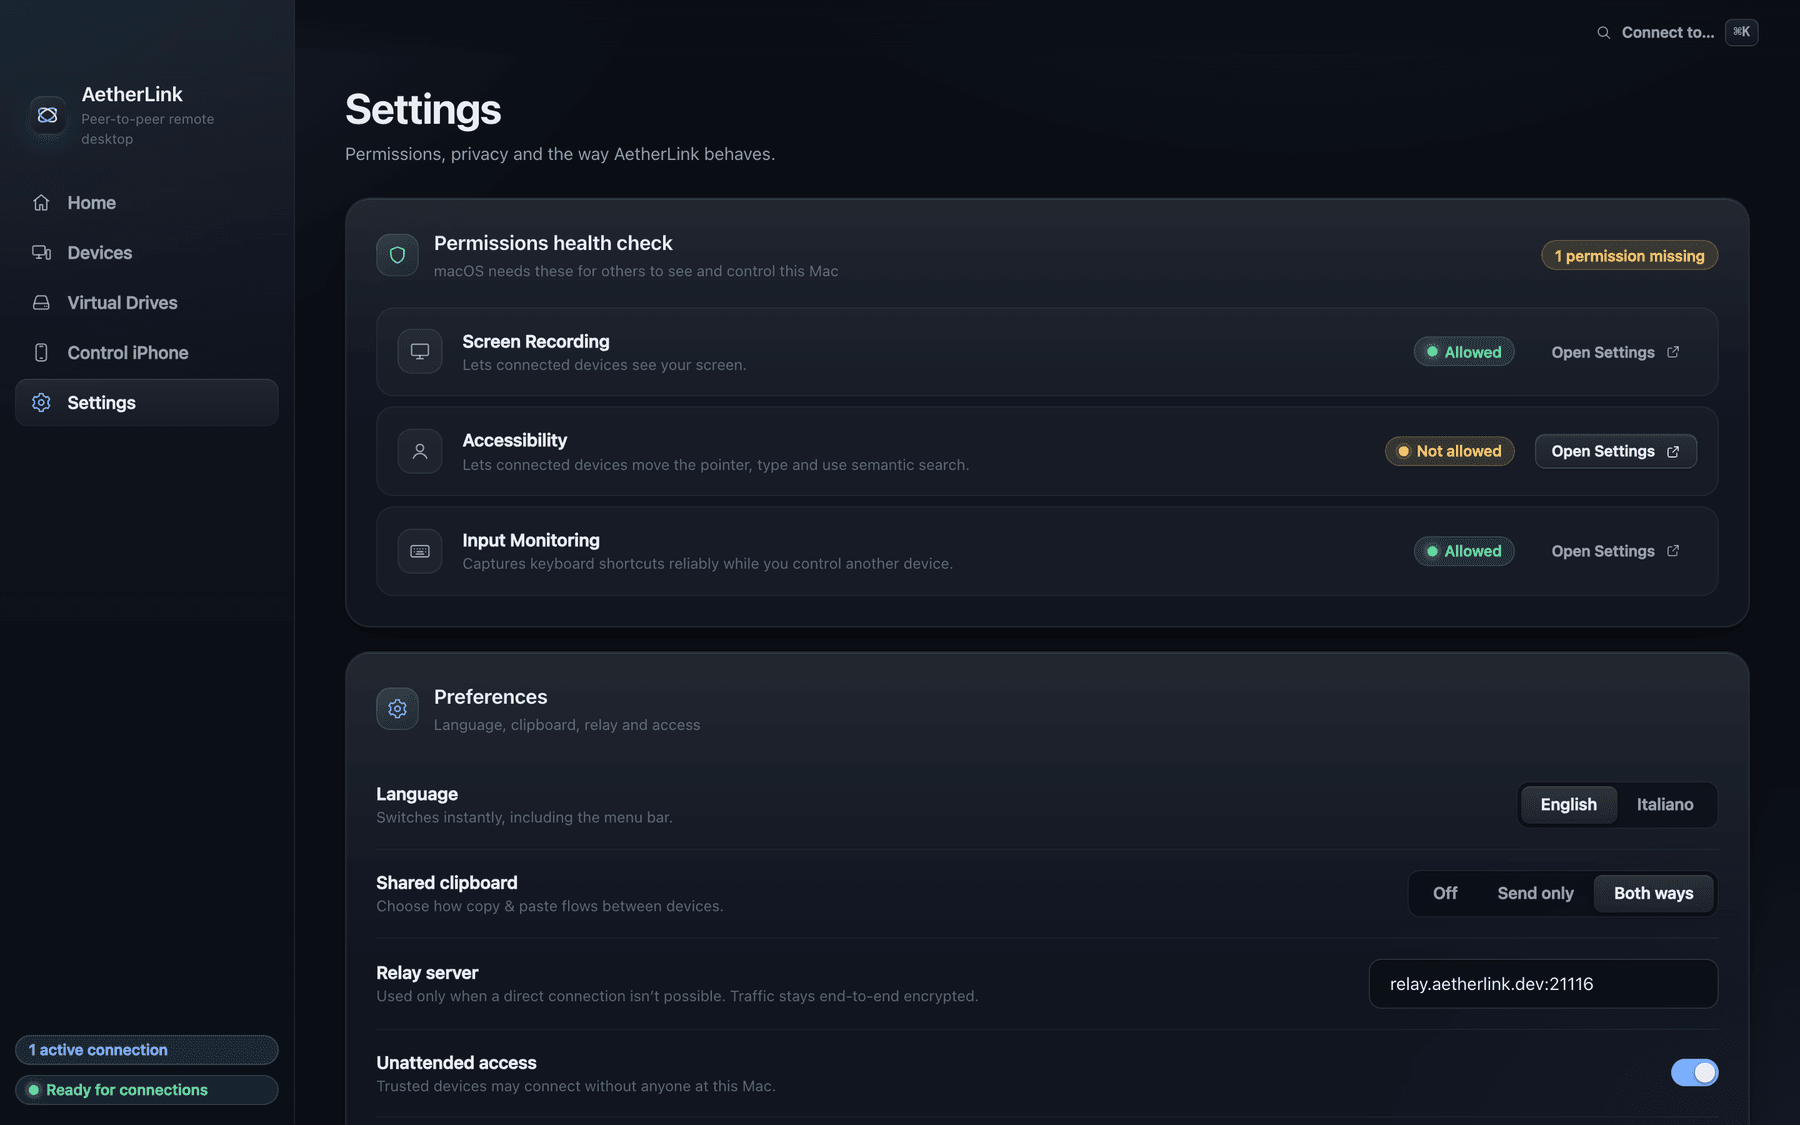 Connect to...
⌘K
AetherLink
Peer-to-peer remote
desktop
Home
Devices
Virtual Drives
Control iPhone
Settings
1 active connection
Ready for connections
Settings
Permissions, privacy and the way AetherLink behaves.
Permissions health check
macOS needs these for others to see and control this Mac
1 permission missing
Screen Recording
Lets connected devices see your screen.
Allowed
Open Settings
Accessibility
Lets connected devices move the pointer, type and use semantic search.
Not allowed
Open Settings
Input Monitoring
Captures keyboard shortcuts reliably while you control another device.
Allowed
Open Settings
Preferences
Language, clipboard, relay and access
Language
Switches instantly, including the menu bar.
English
Italiano
Shared clipboard
Choose how copy & paste flows between devices.
Off
Send only
Both ways
Relay server
Used only when a direct connection isn’t possible. Traffic stays end-to-end encrypted.
relay.aetherlink.dev:21116
Unattended access
Trusted devices may connect without anyone at this Mac.